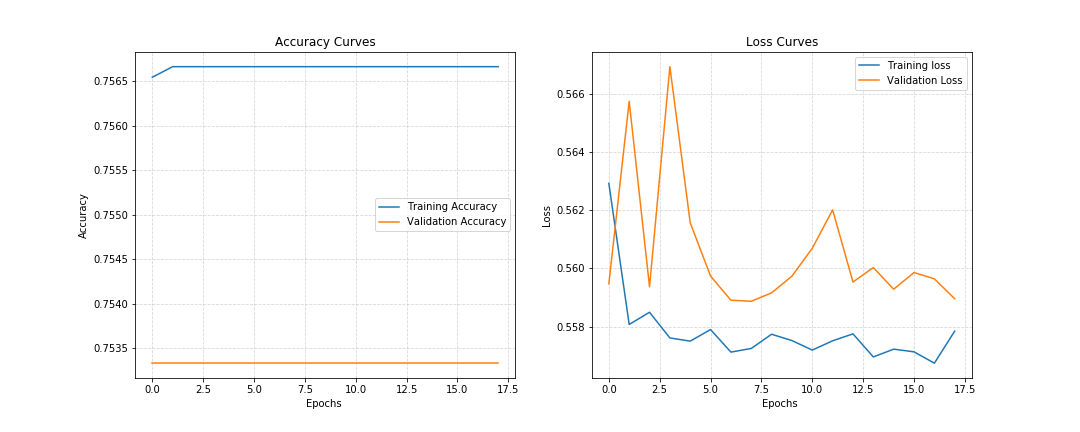 Accuracy Curves
0.7565
0.7560
0.7555
0.7550
0.7545
0.7540
0.7535
Accuracy
Training Accuracy
Validation Accuracy
0.0 2.5 5.0 7.5 10.0 12.5 15.0 17.5
Epochs
Loss Curves
0.566
0.564
0.562
0.560
0.558
Loss
Training loss
Validation Loss
0.0 2.5 5.0 7.5 10.0 12.5 15.0 17.5
Epochs